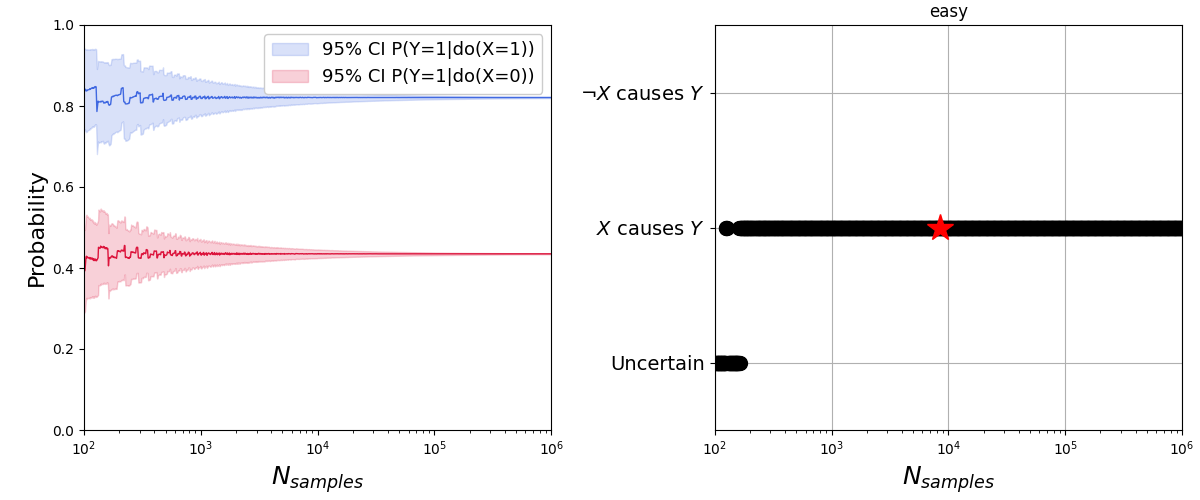 1.0
0.8
0.6
0.4
0.2
0.0
Probability
95% CI P(Y=1|do(X=1))
95% CI P(Y=1|do(X=0))
10²
10³
10⁴
10⁵
10⁶
N_samples
easy
¬X causes Y
X causes Y
Uncertain
10²
10³
10⁴
10⁵
10⁶
N_samples